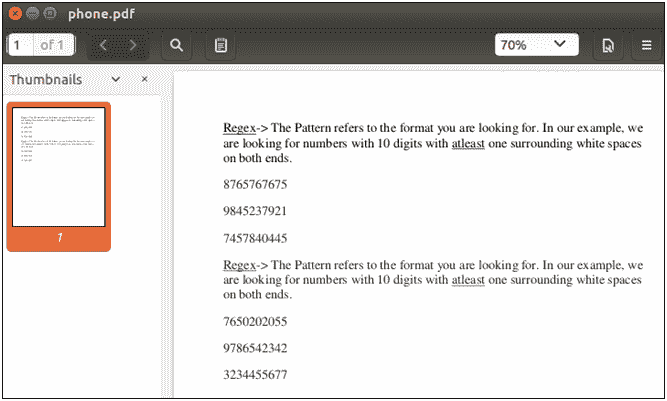 phone.pdf
1 of 1
70%
Thumbnails
1
Regex-> The Pattern refers to the format you are looking for. In our example, we
are looking for numbers with 10 digits with atleast one surrounding white spaces
on both ends.
8765767675
9845237921
7457840445
Regex-> The Pattern refers to the format you are looking for. In our example, we
are looking for numbers with 10 digits with atleast one surrounding white spaces
on both ends.
7650202055
9786542342
3234455677